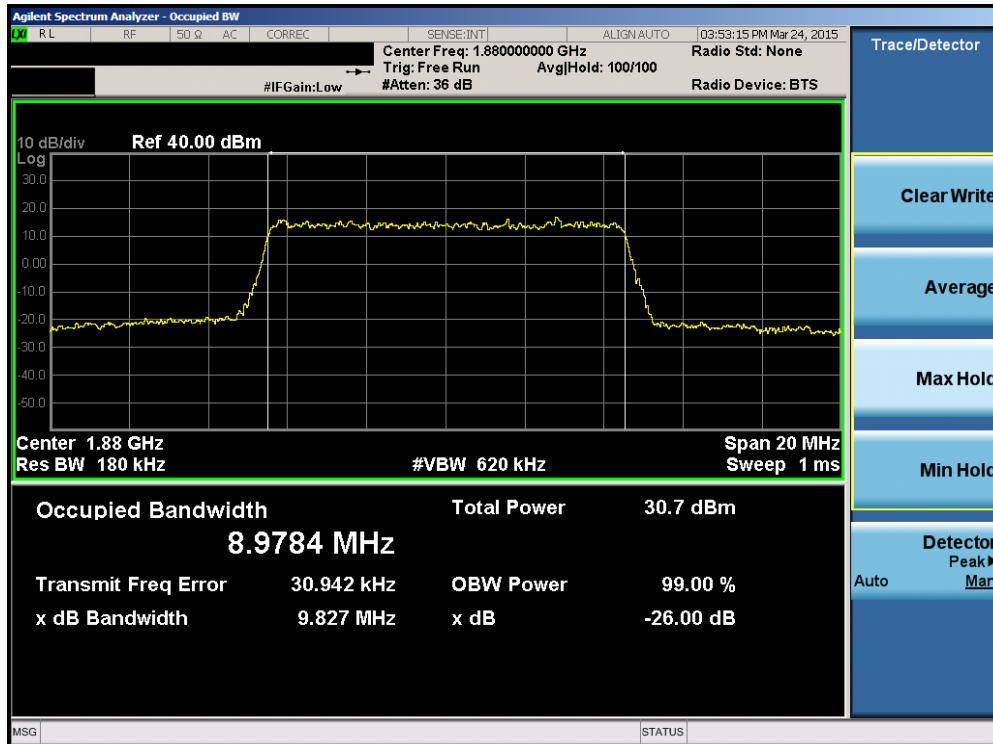 Agilent Spectrum Analyzer - Occupied BW
LXI RL RF 50 Ω AC CORREC SENSE:INT ALIGN AUTO 03:53:15 PM Mar 24, 2015
Center Freq: 1.880000000 GHz Radio Std: None
Trig: Free Run Avg|Hold: 100/100
#IFGain:Low #Atten: 36 dB Radio Device: BTS
Trace/Detector
10 dB/div Ref 40.00 dBm
Log
30.0
20.0
10.0
0.00
-10.0
-20.0
-30.0
-40.0
-50.0
Center 1.88 GHz Span 20 MHz
Res BW 180 kHz #VBW 620 kHz Sweep 1 ms
Occupied Bandwidth Total Power 30.7 dBm
8.9784 MHz
Transmit Freq Error 30.942 kHz OBW Power 99.00 %
x dB Bandwidth 9.827 MHz x dB -26.00 dB
Clear Write
Average
Max Hold
Min Hold
Detector
Peak▶
Auto Man
MSG STATUS